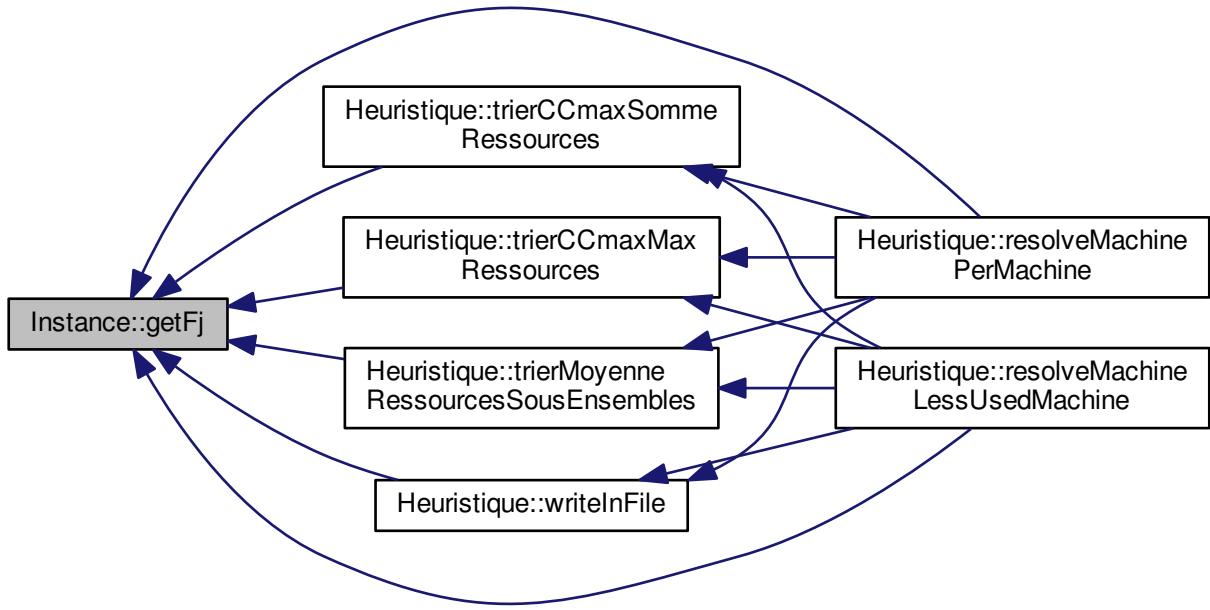 Heuristique::trierCCmaxSomme
Ressources
Heuristique::trierCCmaxMax
Ressources
Heuristique::resolveMachine
PerMachine
Instance::getFj
Heuristique::trierMoyenne
RessourcesSousEnsembles
Heuristique::resolveMachine
LessUsedMachine
Heuristique::writeInFile